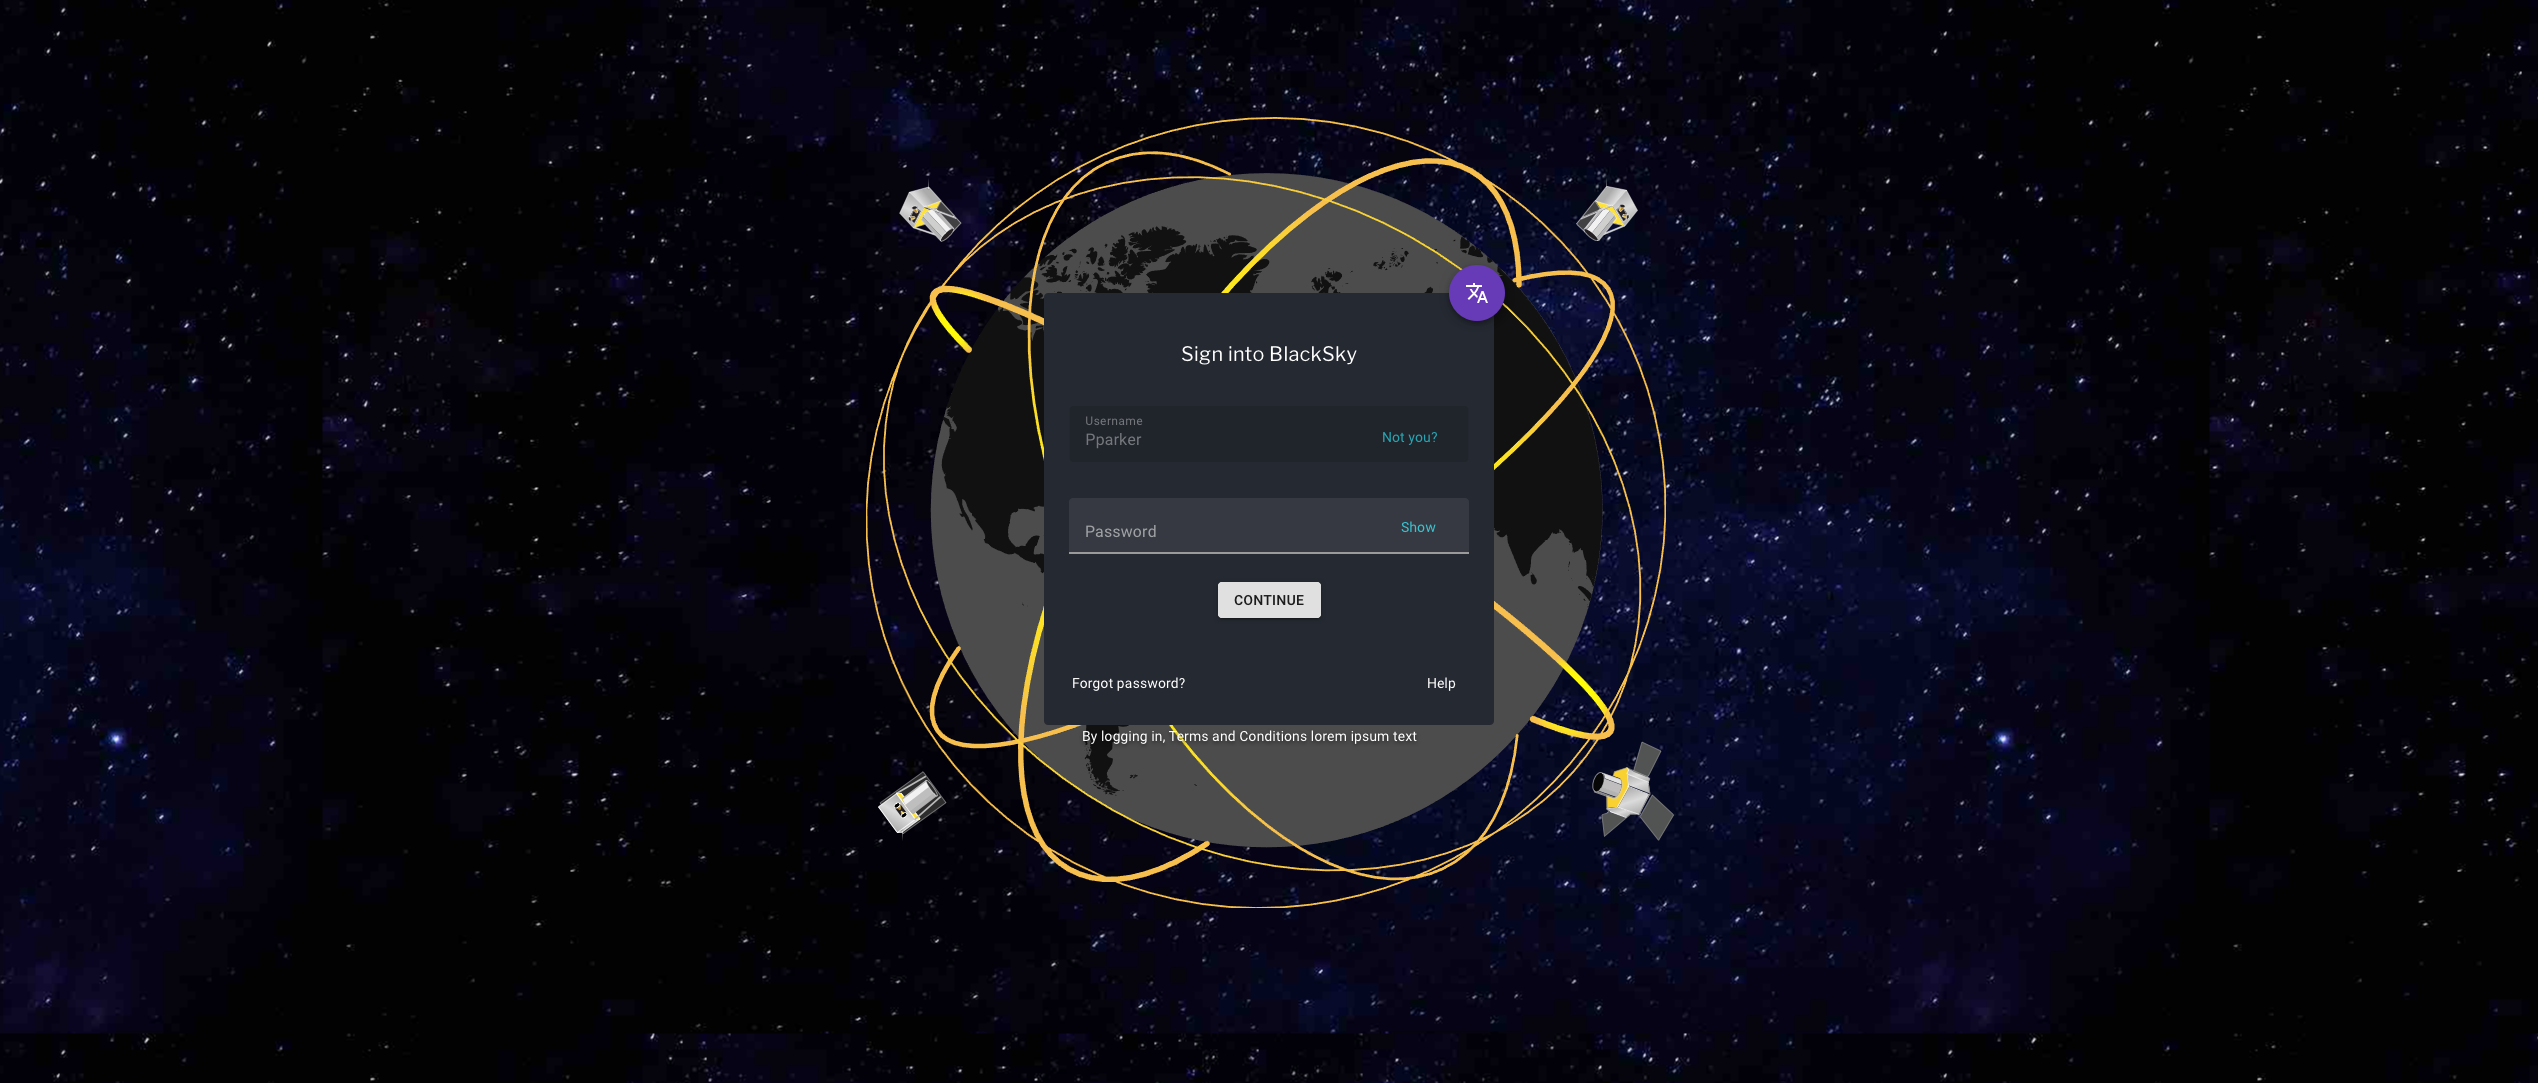 Sign into BlackSky
Username
Pparker
Not you?
Password
Show
CONTINUE
Forgot password?
Help
By logging in, Terms and Conditions lorem ipsum text